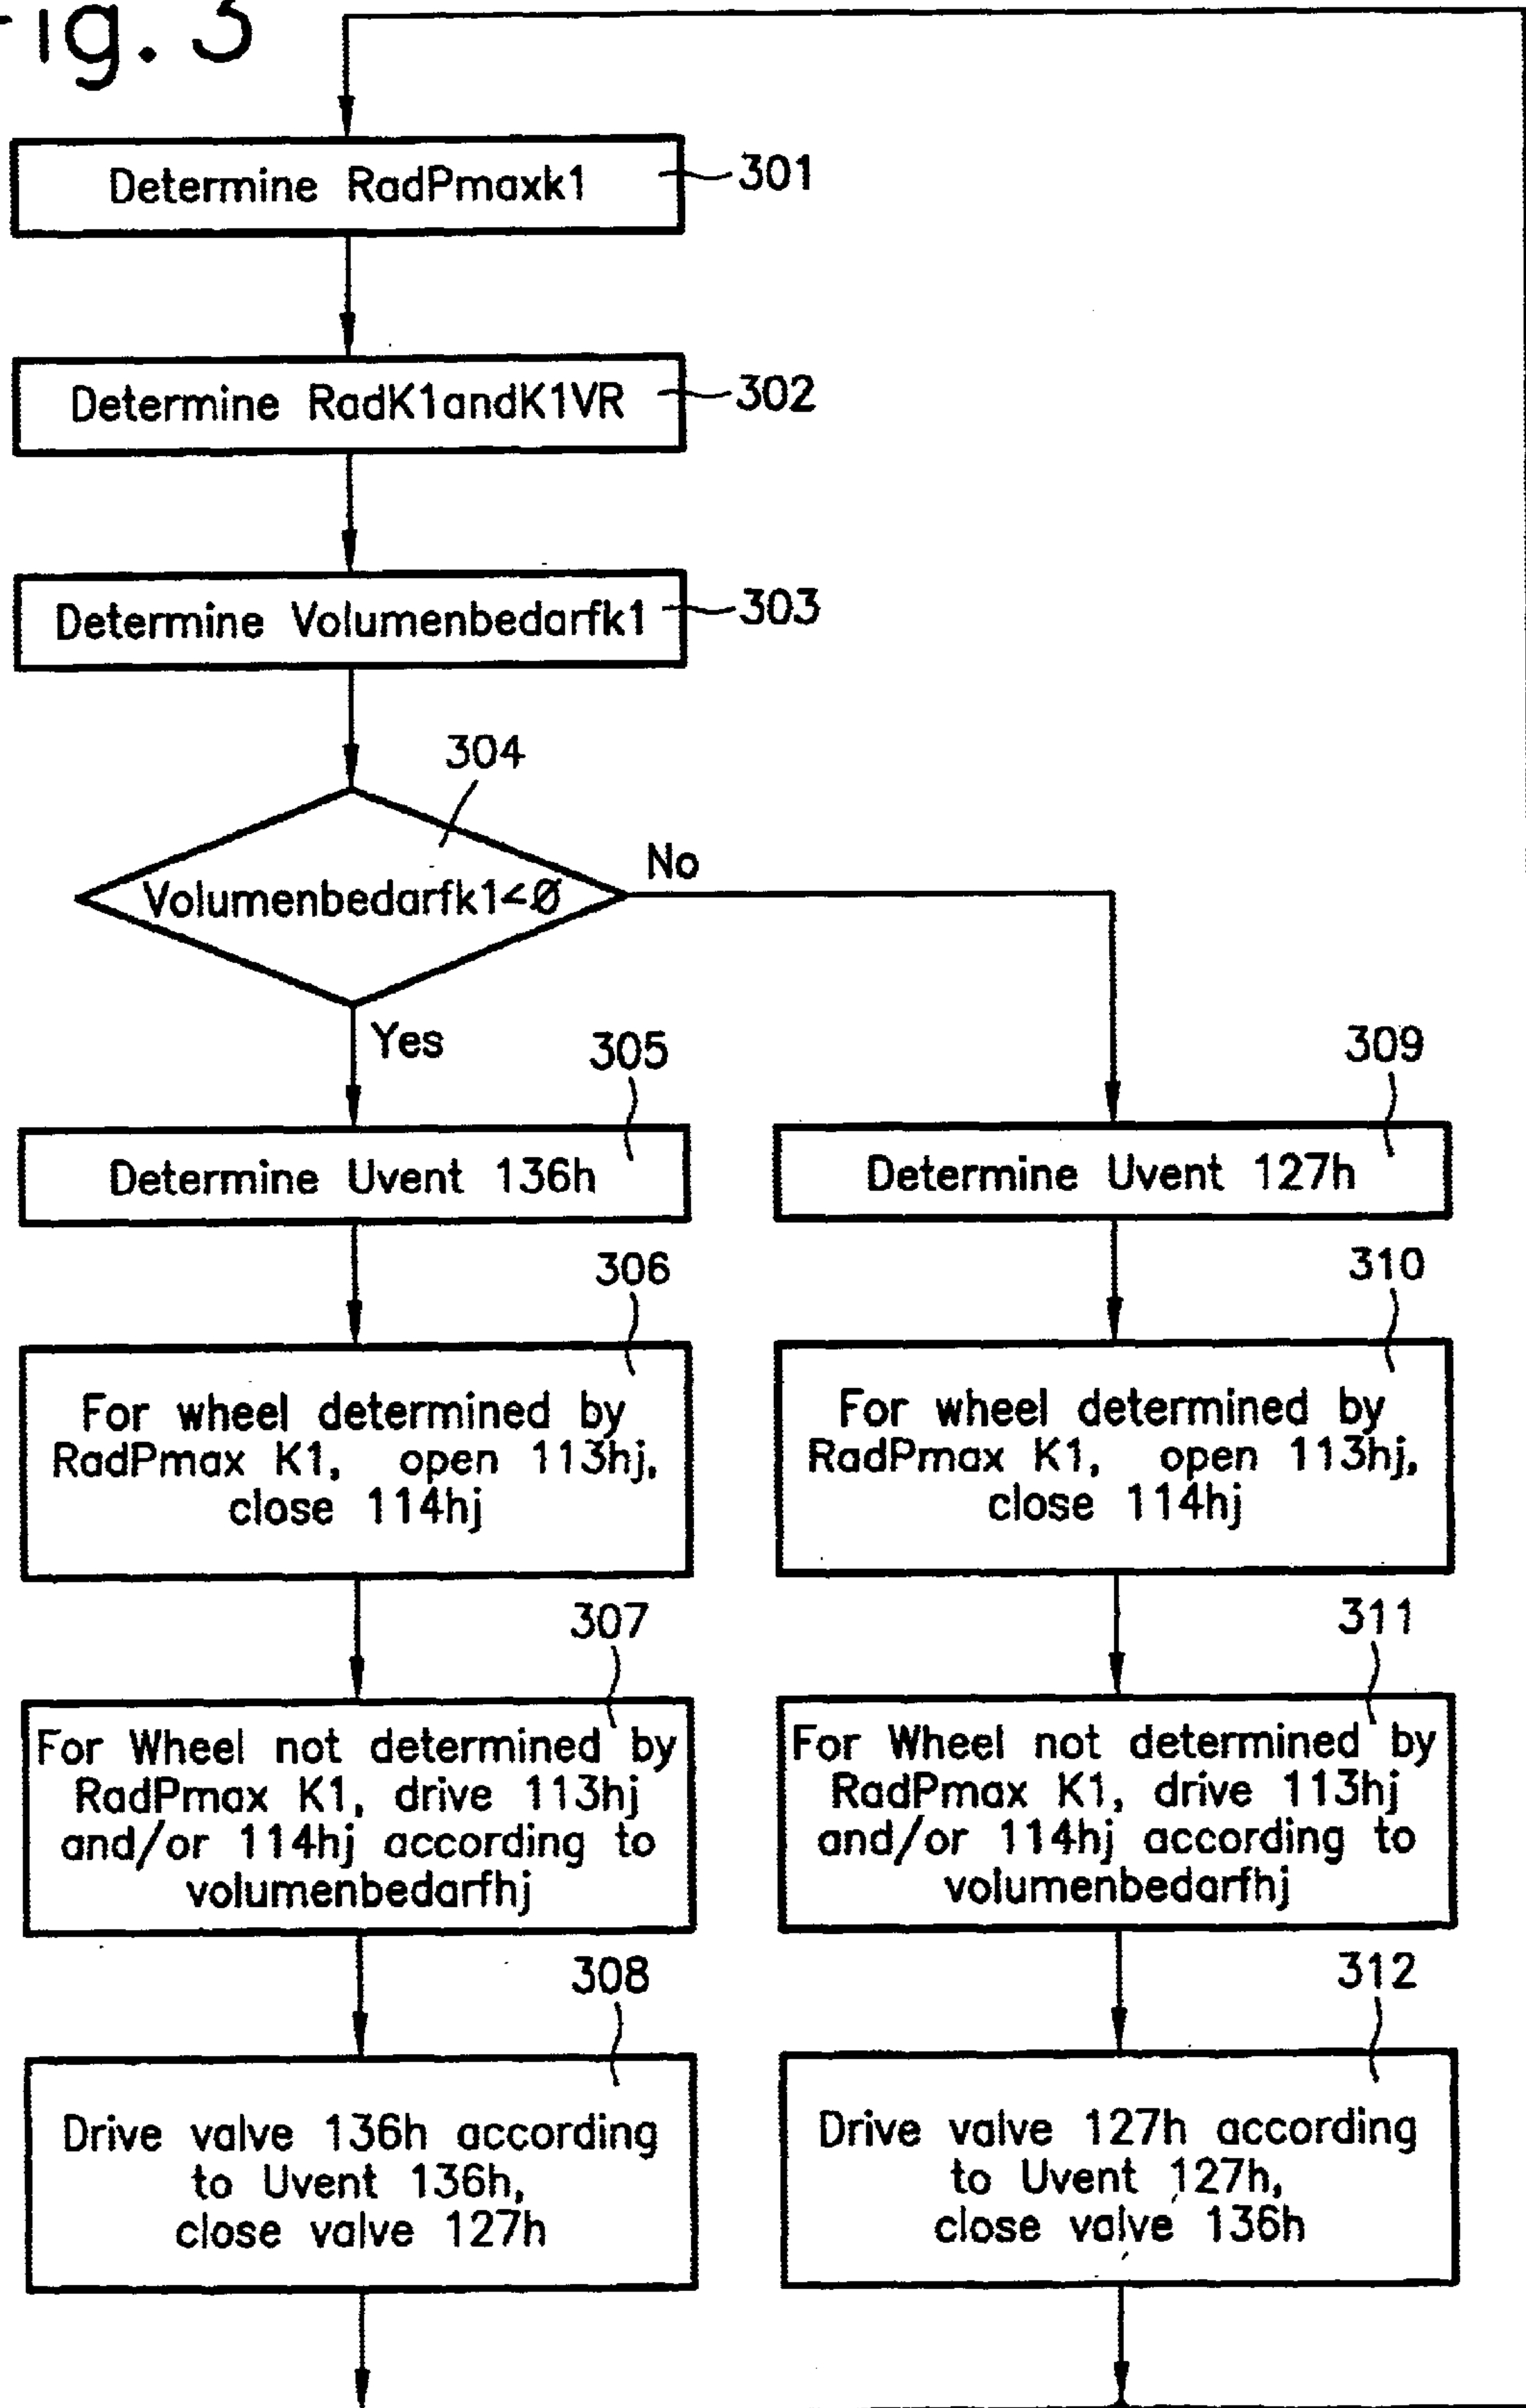 Fig. 3
Determine RadPmaxk1
301
Determine RadK1andK1VR
302
Determine Volumenbedarfk1
303
304
Volumenbedarfk1<Ø
No
Yes
305
Determine Uvent 136h
309
Determine Uvent 127h
306
For wheel determined by
RadPmax K1, open 113hj,
close 114hj
310
For wheel determined by
RadPmax K1, open 113hj,
close 114hj
307
For Wheel not determined by
RadPmax K1, drive 113hj
and/or 114hj according to
volumenbedarfhj
311
For Wheel not determined by
RadPmax K1, drive 113hj
and/or 114hj according to
volumenbedarfhj
308
Drive valve 136h according
to Uvent 136h,
close valve 127h
312
Drive valve 127h according
to Uvent 127h,
close valve 136h